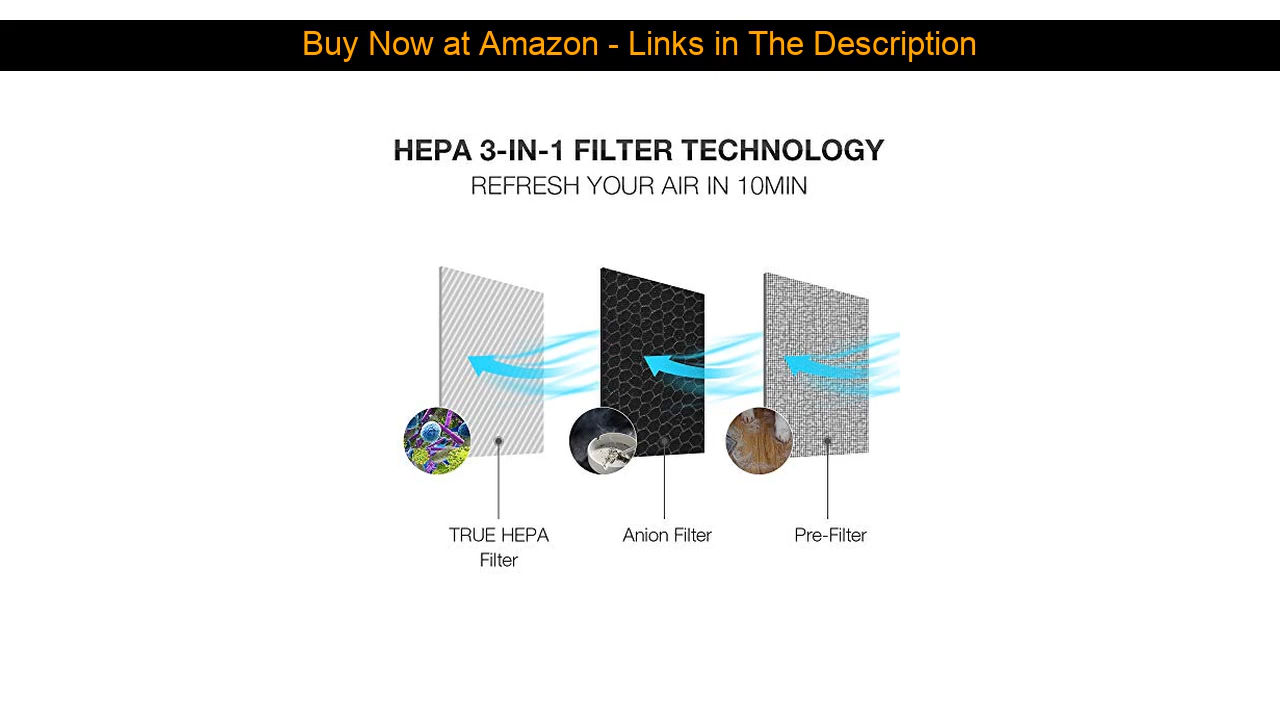 Buy Now at Amazon - Links in The Description
HEPA 3-IN-1 FILTER TECHNOLOGY
REFRESH YOUR AIR IN 10MIN
TRUE HEPA
Filter
Anion Filter
Pre-Filter